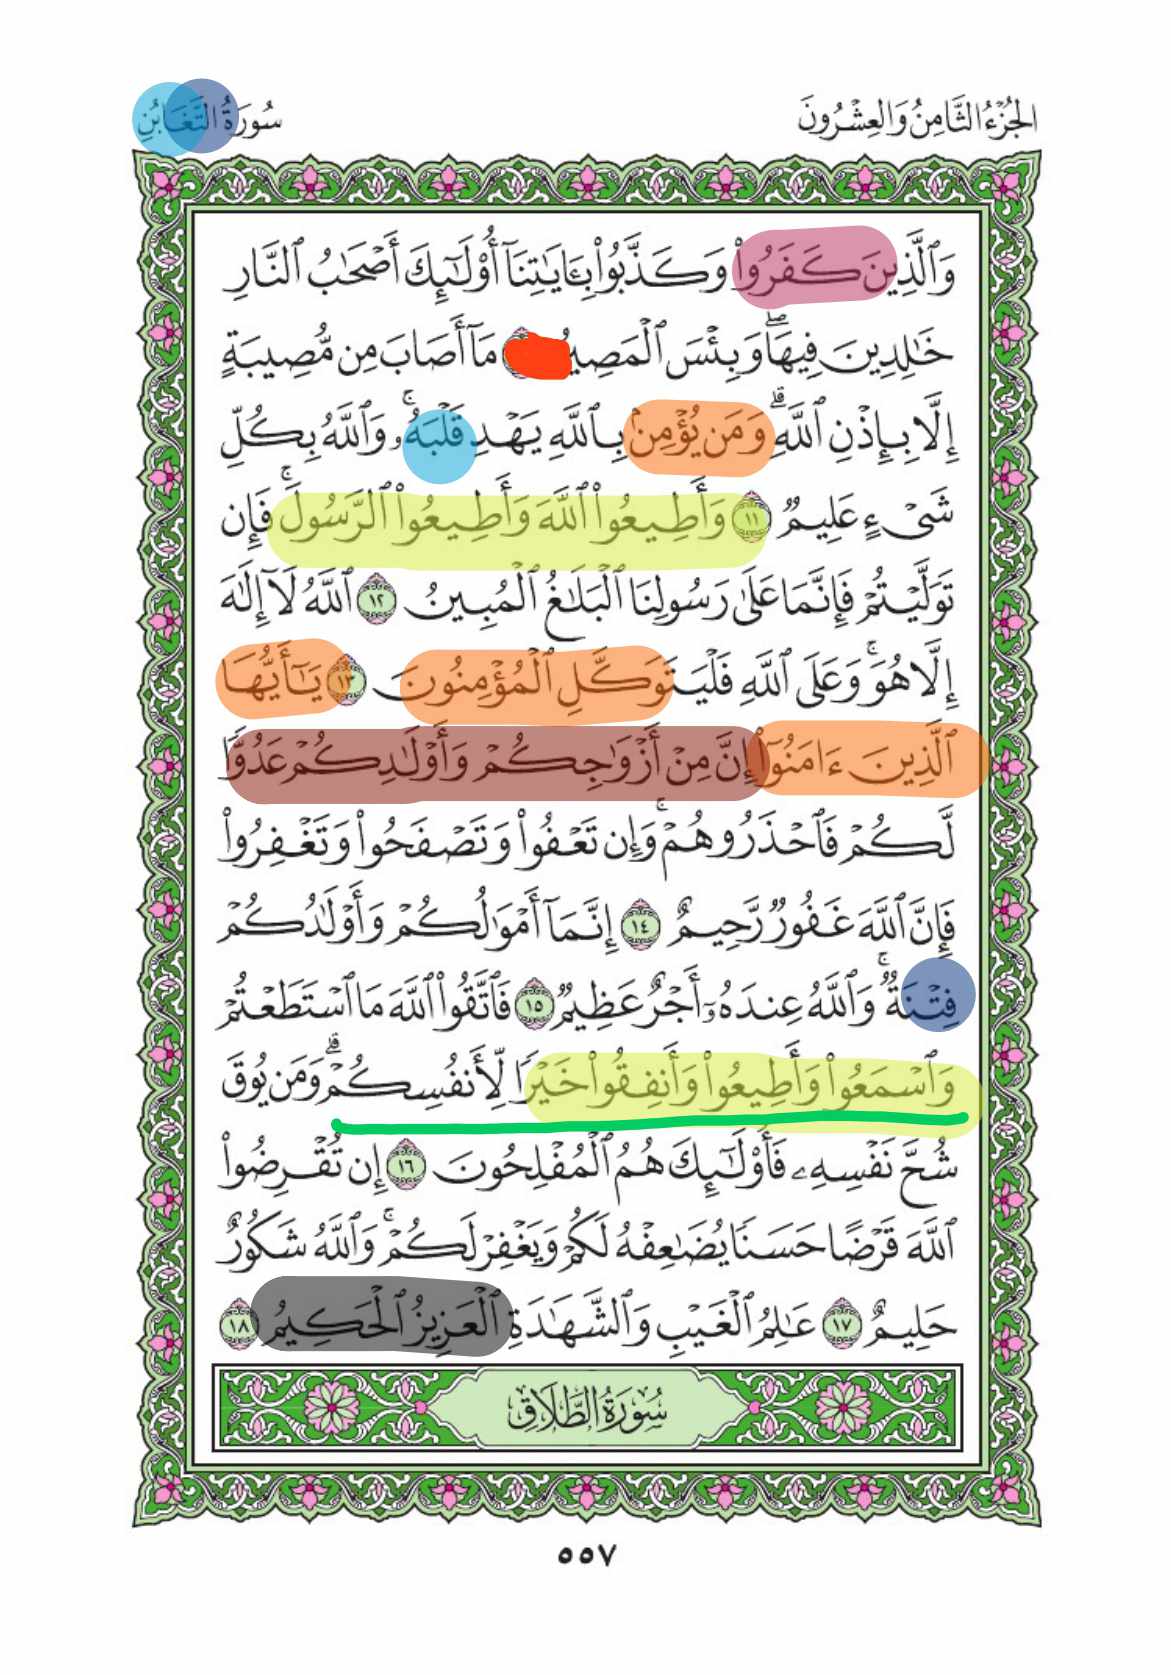 الجُزْءُ الثَّامِنُ وَالعِشْرُونَ
سُورَةُ التَّغَابُنِ
وَٱلَّذِينَ كَفَرُوا۟ وَكَذَّبُوا۟ بِـَٔايَـٰتِنَآ أُو۟لَـٰٓئِكَ أَصْحَـٰبُ ٱلنَّارِ
خَـٰلِدِينَ فِيهَا ۖ وَبِئْسَ ٱلْمَصِيرُ مَآ أَصَابَ مِن مُّصِيبَةٍ
إِلَّا بِإِذْنِ ٱللَّهِ ۗ وَمَن يُؤْمِنۢ بِٱللَّهِ يَهْدِ قَلْبَهُۥ ۚ وَٱللَّهُ بِكُلِّ
شَىْءٍ عَلِيمٌ ١١ وَأَطِيعُوا۟ ٱللَّهَ وَأَطِيعُوا۟ ٱلرَّسُولَ ۚ فَإِن
تَوَلَّيْتُمْ فَإِنَّمَا عَلَىٰ رَسُولِنَا ٱلْبَلَـٰغُ ٱلْمُبِينُ ١٢ ٱللَّهُ لَآ إِلَـٰهَ
إِلَّا هُوَ ۚ وَعَلَى ٱللَّهِ فَلْيَتَوَكَّلِ ٱلْمُؤْمِنُونَ ١٣ يَـٰٓأَيُّهَا
ٱلَّذِينَ ءَامَنُوٓا۟ إِنَّ مِنْ أَزْوَٰجِكُمْ وَأَوْلَـٰدِكُمْ عَدُوًّا
لَّكُمْ فَٱحْذَرُوهُمْ ۚ وَإِن تَعْفُوا۟ وَتَصْفَحُوا۟ وَتَغْفِرُوا۟
فَإِنَّ ٱللَّهَ غَفُورٌ رَّحِيمٌ ١٤ إِنَّمَآ أَمْوَٰلُكُمْ وَأَوْلَـٰدُكُمْ
فِتْنَةٌ ۚ وَٱللَّهُ عِندَهُۥٓ أَجْرٌ عَظِيمٌ ١٥ فَٱتَّقُوا۟ ٱللَّهَ مَا ٱسْتَطَعْتُمْ
وَٱسْمَعُوا۟ وَأَطِيعُوا۟ وَأَنفِقُوا۟ خَيْرًا لِّأَنفُسِكُمْ ۗ وَمَن يُوقَ
شُحَّ نَفْسِهِۦ فَأُو۟لَـٰٓئِكَ هُمُ ٱلْمُفْلِحُونَ ١٦ إِن تُقْرِضُوا۟
ٱللَّهَ قَرْضًا حَسَنًا يُضَـٰعِفْهُ لَكُمْ وَيَغْفِرْ لَكُمْ ۚ وَٱللَّهُ شَكُورٌ
حَلِيمٌ ١٧ عَـٰلِمُ ٱلْغَيْبِ وَٱلشَّهَـٰدَةِ ٱلْعَزِيزُ ٱلْحَكِيمُ ١٨
سُورَةُ الطَّلَاقِ
٥٥٧